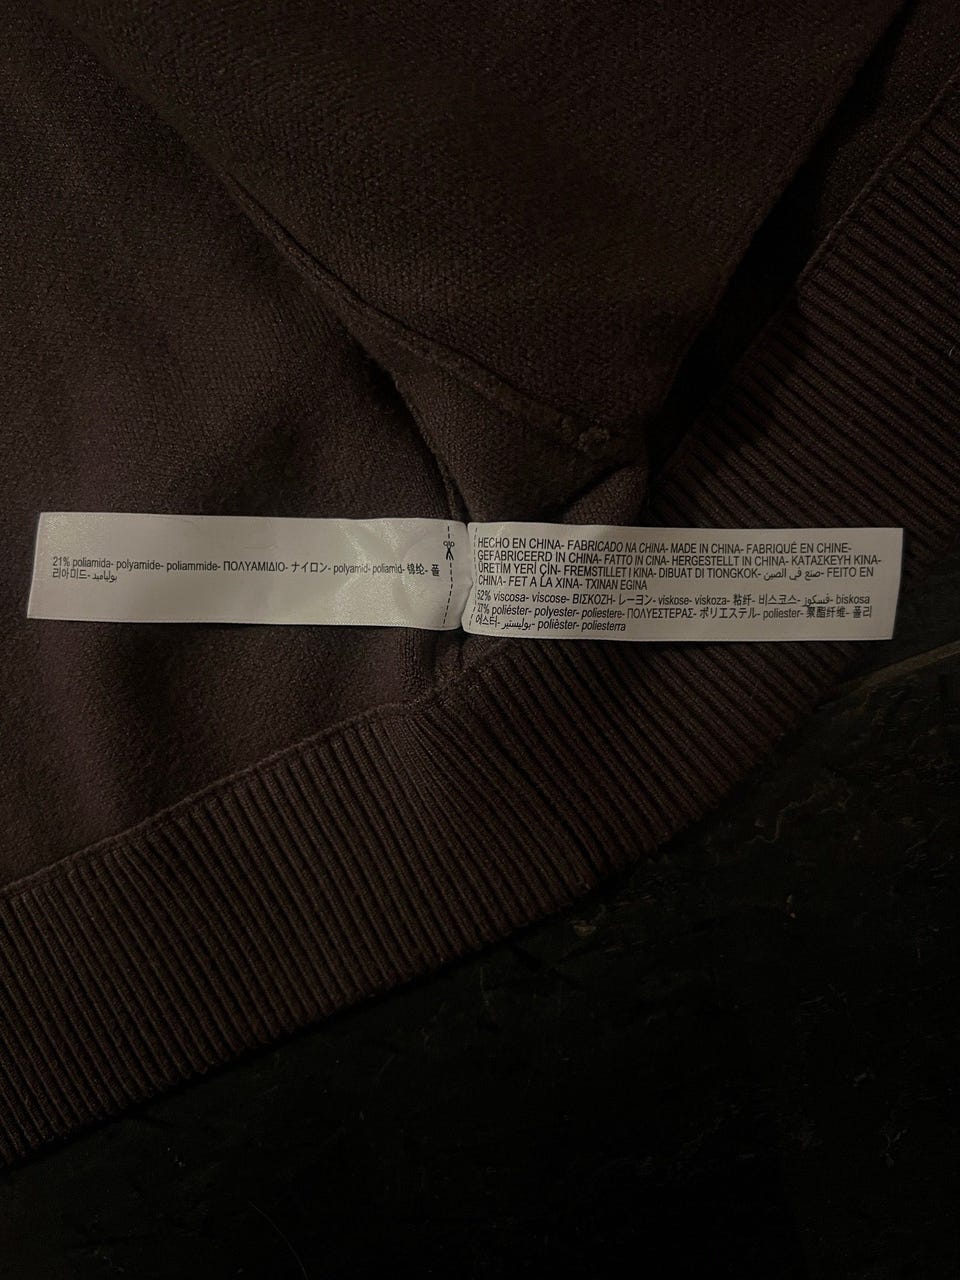 21% poliamida- polyamide- poliammide- ΠΟΛΥΑΜΙΔΙΟ- ナイロン- polyamid- poliamid- 锦纶- 폴
리아미드- بولياميد
HECHO EN CHINA- FABRICADO NA CHINA- MADE IN CHINA- FABRIQUÉ EN CHINE-
GEFABRICEERD IN CHINA- FATTO IN CINA- HERGESTELLT IN CHINA- ΚΑΤΑΣΚΕΥΗ ΚΙΝΑ-
ÜRETİM YERİ ÇİN- FREMSTILLET I KINA- DIBUAT DI TIONGKOK- صنع في الصين- FEITO EN
CHINA- FET A LA XINA- TXINAN EGINA
52% viscosa- viscose- ΒΙΣΚΟΖΗ- レーヨン- viskose- viskoza- 粘纤- 비스코스- فسكوز- biskosa
27% poliéster- polyester- poliestere- ΠΟΛΥΕΣΤΕΡΑΣ- ポリエステル- poliester- 聚酯纤维- 폴리
에스터- بوليستير- polièster- poliesterra